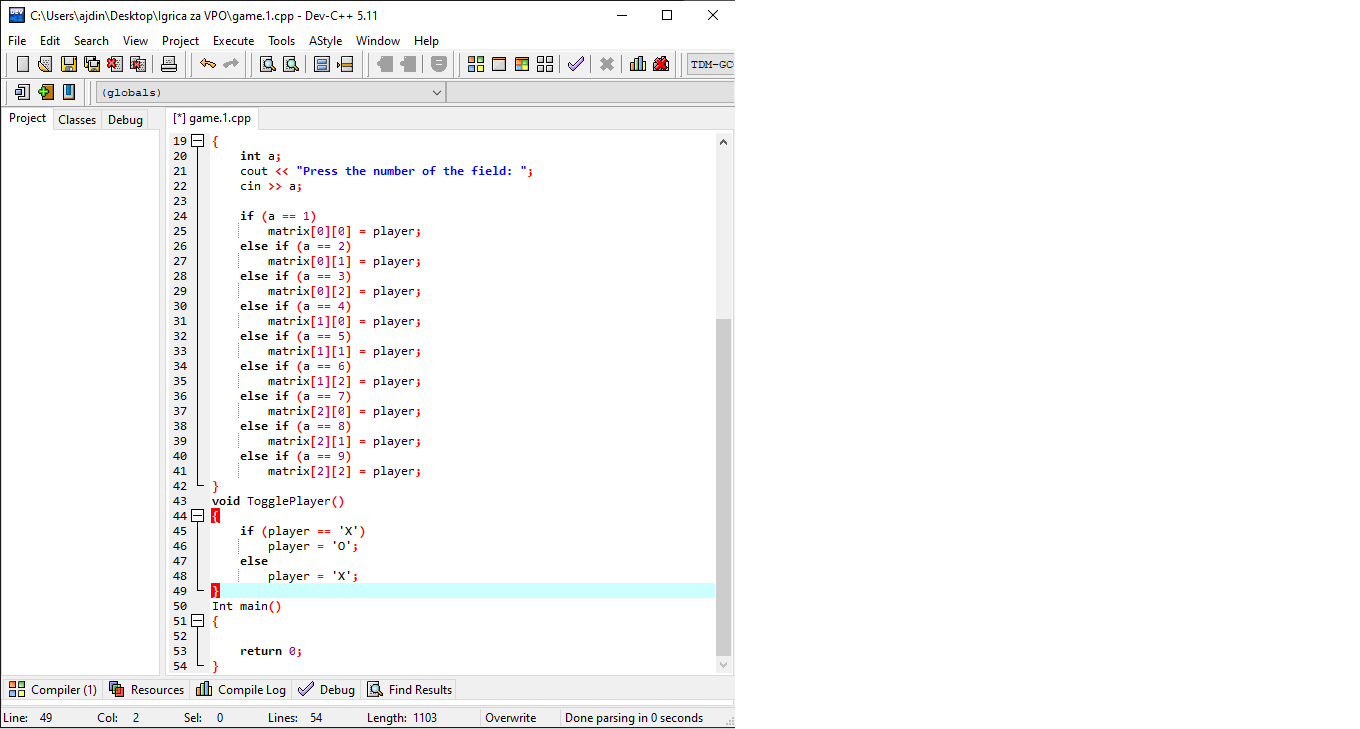 C:\Users\ajdin\Desktop\Igrica za VPO\game.1.cpp - Dev-C++ 5.11
File Edit Search View Project Execute Tools AStyle Window Help
TDM-GC
(globals)
Project Classes Debug
[*] game.1.cpp
19 {
20 int a;
21 cout << "Press the number of the field: ";
22 cin >> a;
23
24 if (a == 1)
25 matrix[0][0] = player;
26 else if (a == 2)
27 matrix[0][1] = player;
28 else if (a == 3)
29 matrix[0][2] = player;
30 else if (a == 4)
31 matrix[1][0] = player;
32 else if (a == 5)
33 matrix[1][1] = player;
34 else if (a == 6)
35 matrix[1][2] = player;
36 else if (a == 7)
37 matrix[2][0] = player;
38 else if (a == 8)
39 matrix[2][1] = player;
40 else if (a == 9)
41 matrix[2][2] = player;
42 }
43 void TogglePlayer()
44 {
45 if (player == 'X')
46 player = 'O';
47 else
48 player = 'X';
49 }
50 Int main()
51 {
52
53 return 0;
54 }
Compiler (1) Resources Compile Log Debug Find Results
Line: 49 Col: 2 Sel: 0 Lines: 54 Length: 1103 Overwrite Done parsing in 0 seconds